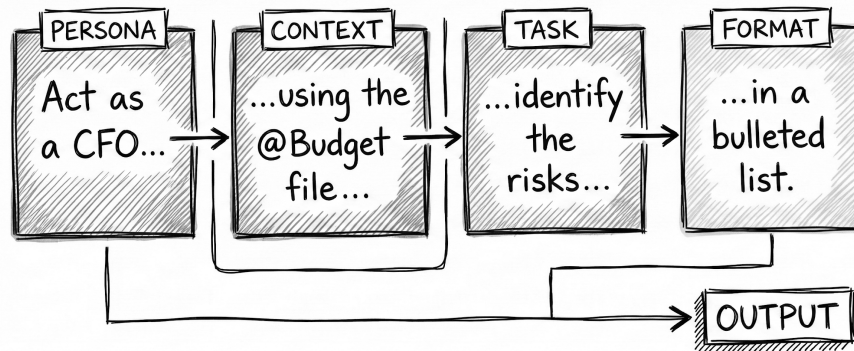 PERSONA
Act as
a CFO...
CONTEXT
...using the
@Budget
file...
TASK
...identify
the
risks...
FORMAT
...in a
bulleted
list.
OUTPUT